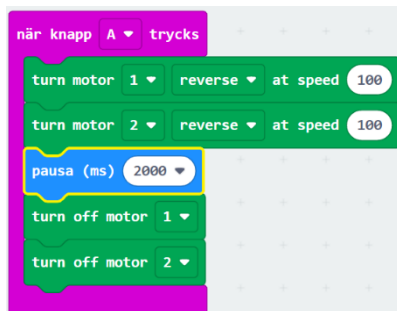 när knapp A trycks
turn motor 1 reverse at speed 100
turn motor 2 reverse at speed 100
pausa (ms) 2000
turn off motor 1
turn off motor 2